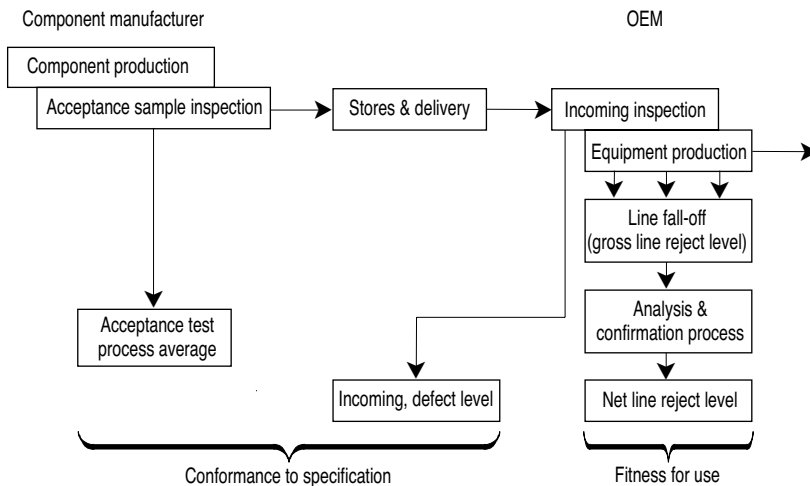 Component manufacturer
OEM
Component production
Acceptance sample inspection
Stores & delivery
Incoming inspection
Equipment production
Line fall-off
(gross line reject level)
Analysis &
confirmation process
Acceptance test
process average
Incoming, defect level
Net line reject level
Conformance to specification
Fitness for use